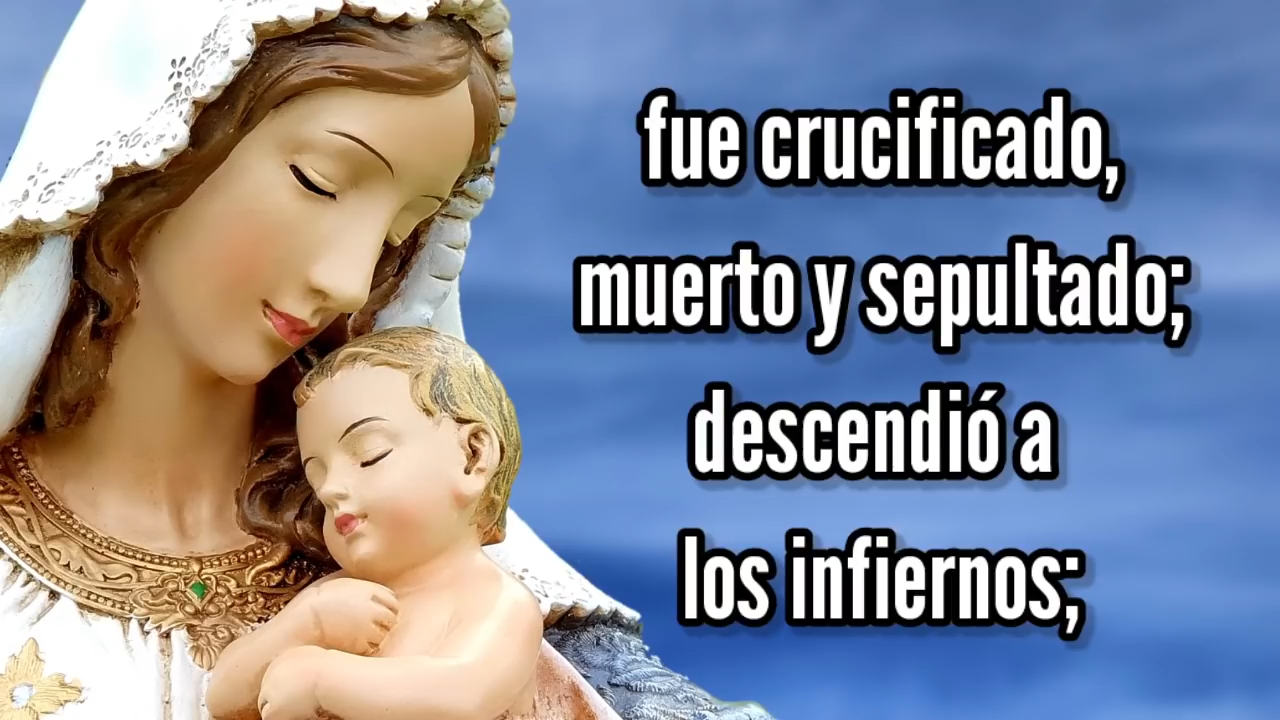 fue crucificado,
muerto y sepultado;
descendió a
los infiernos;